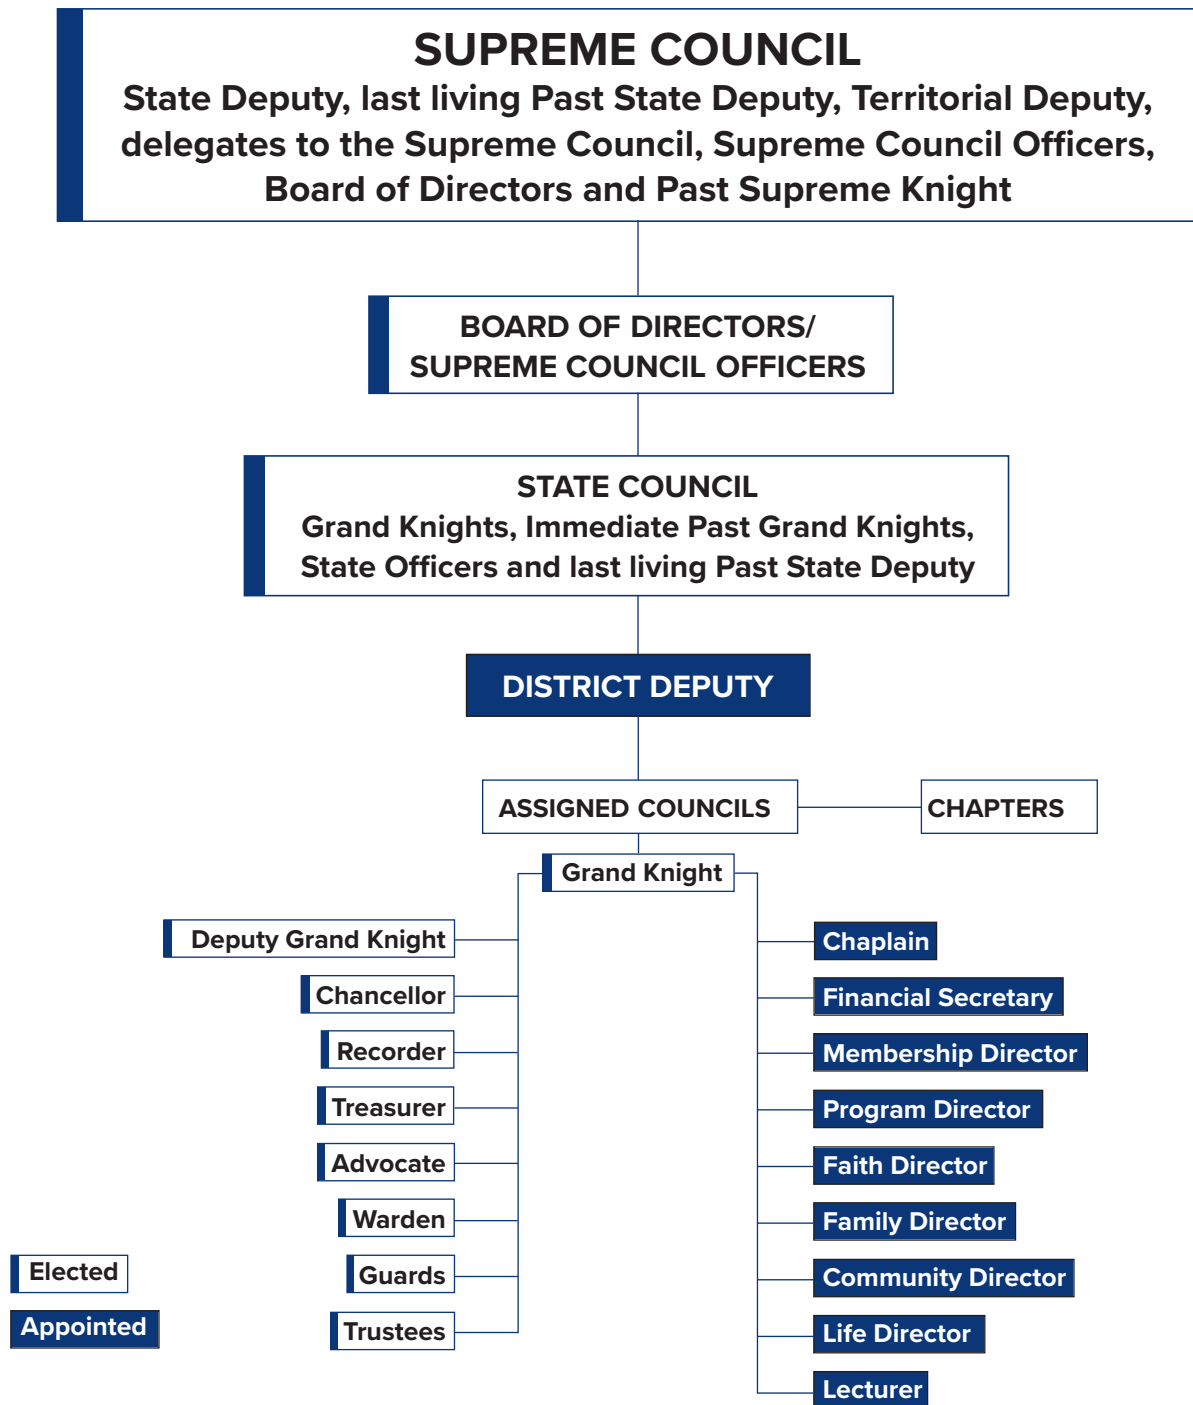 SUPREME COUNCIL
State Deputy, last living Past State Deputy, Territorial Deputy,
delegates to the Supreme Council, Supreme Council Officers,
Board of Directors and Past Supreme Knight
BOARD OF DIRECTORS/
SUPREME COUNCIL OFFICERS
STATE COUNCIL
Grand Knights, Immediate Past Grand Knights,
State Officers and last living Past State Deputy
DISTRICT DEPUTY
ASSIGNED COUNCILS
CHAPTERS
Grand Knight
Deputy Grand Knight
Chancellor
Recorder
Treasurer
Advocate
Warden
Guards
Trustees
Chaplain
Financial Secretary
Membership Director
Program Director
Faith Director
Family Director
Community Director
Life Director
Lecturer
Elected
Appointed